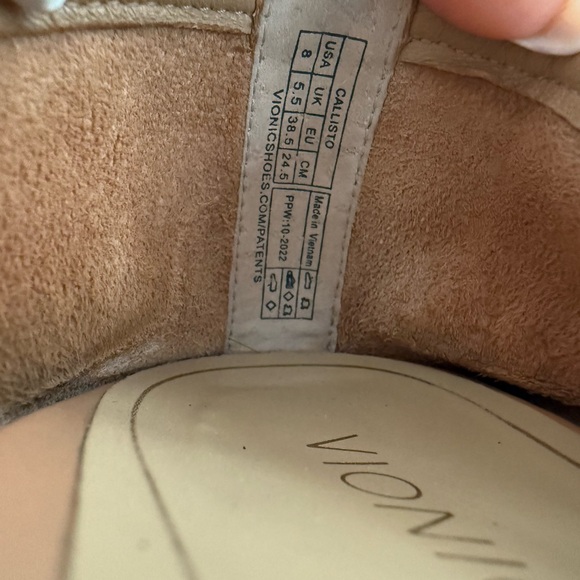 CALLISTO
USA UK EU CM
8 5.5 38.5 24.5
Made in Vietnam
PPW:10-2022
VIONICSHOES.COM/PATENTS
VIONI